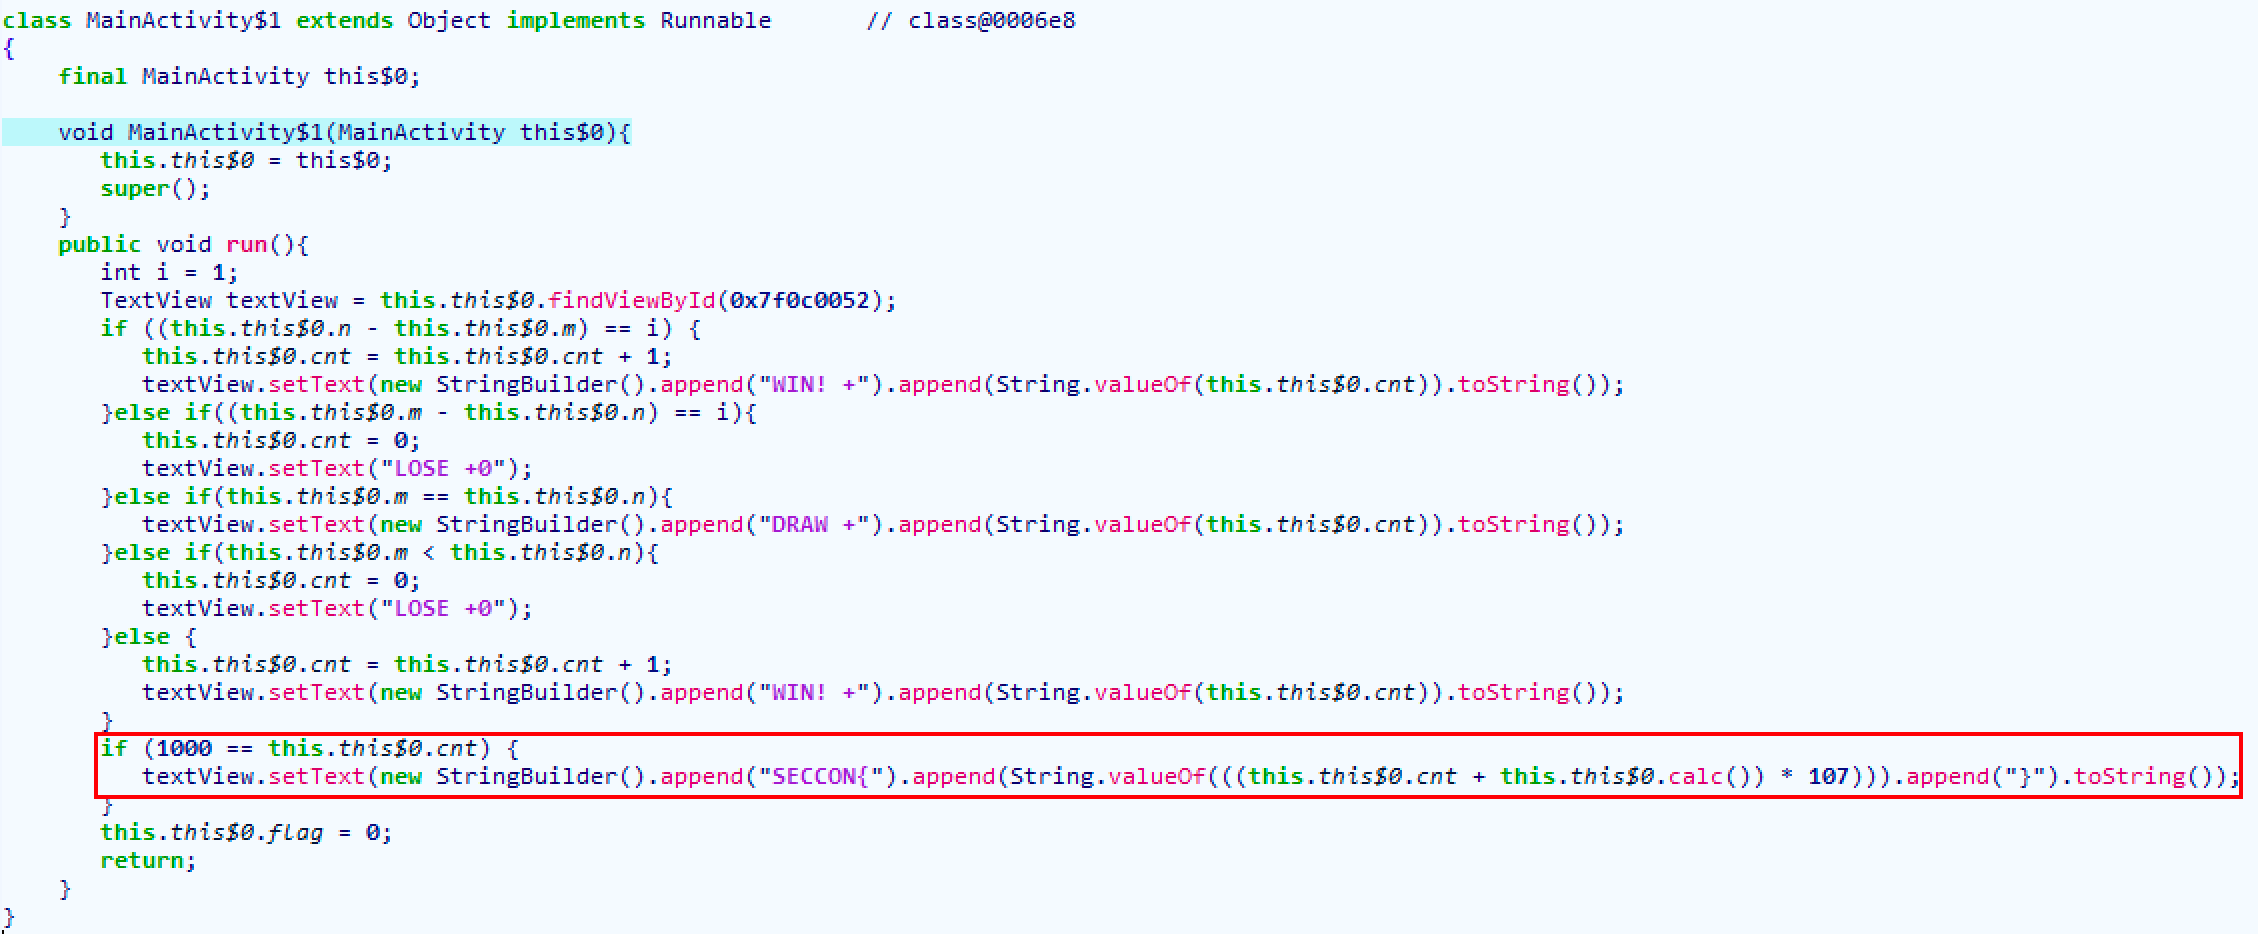 class MainActivity$1 extends Object implements Runnable // class@0006e8
{
final MainActivity this$0;
void MainActivity$1(MainActivity this$0){
this.this$0 = this$0;
super();
}
public void run(){
int i = 1;
TextView textView = this.this$0.findViewById(0x7f0c0052);
if ((this.this$0.n - this.this$0.m) == i) {
this.this$0.cnt = this.this$0.cnt + 1;
textView.setText(new StringBuilder().append("WIN! +").append(String.valueOf(this.this$0.cnt)).toString());
}else if((this.this$0.m - this.this$0.n) == i){
this.this$0.cnt = 0;
textView.setText("LOSE +0");
}else if(this.this$0.m == this.this$0.n){
textView.setText(new StringBuilder().append("DRAW +").append(String.valueOf(this.this$0.cnt)).toString());
}else if(this.this$0.m < this.this$0.n){
this.this$0.cnt = 0;
textView.setText("LOSE +0");
}else {
this.this$0.cnt = this.this$0.cnt + 1;
textView.setText(new StringBuilder().append("WIN! +").append(String.valueOf(this.this$0.cnt)).toString());
}
if (1000 == this.this$0.cnt) {
textView.setText(new StringBuilder().append("SECCON{").append(String.valueOf(((this.this$0.cnt + this.this$0.calc()) * 107))).append("}").toString());
}
this.this$0.flag = 0;
return;
}
}